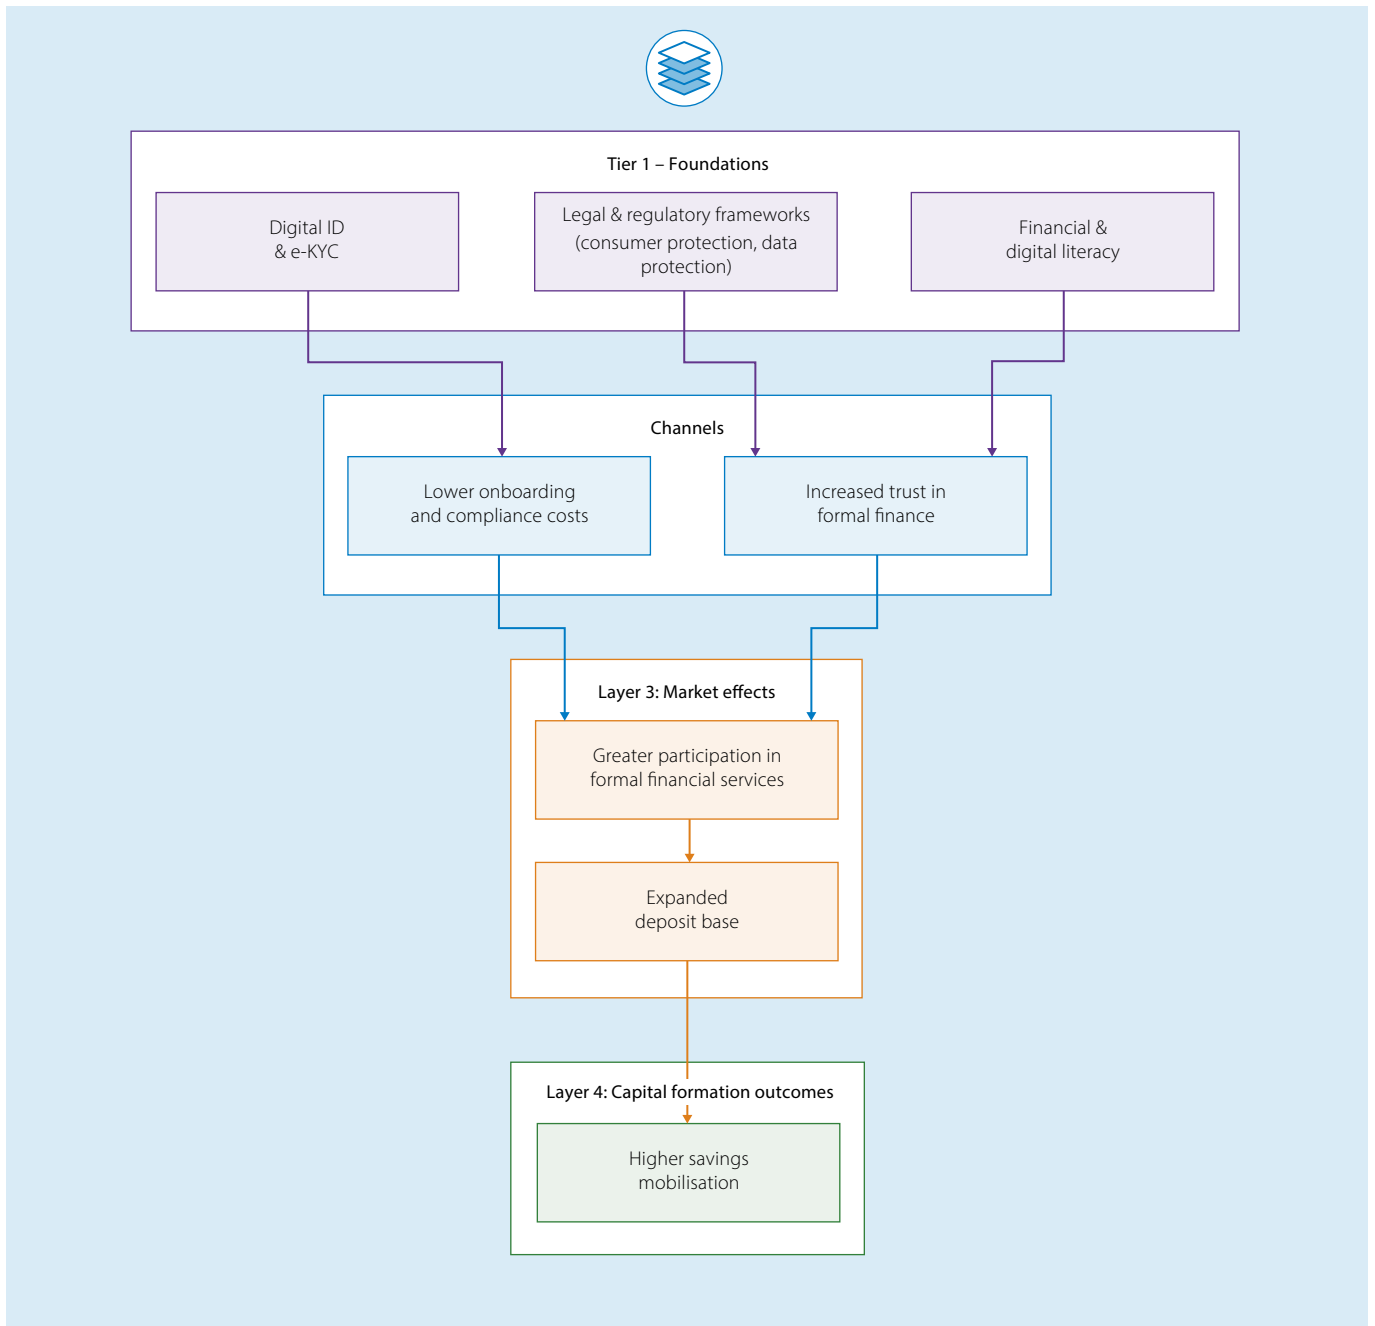 Tier 1 – Foundations
Digital ID
& e-KYC
Legal & regulatory frameworks
(consumer protection, data
protection)
Financial &
digital literacy
Channels
Lower onboarding
and compliance costs
Increased trust in
formal finance
Layer 3: Market effects
Greater participation in
formal financial services
Expanded
deposit base
Layer 4: Capital formation outcomes
Higher savings
mobilisation